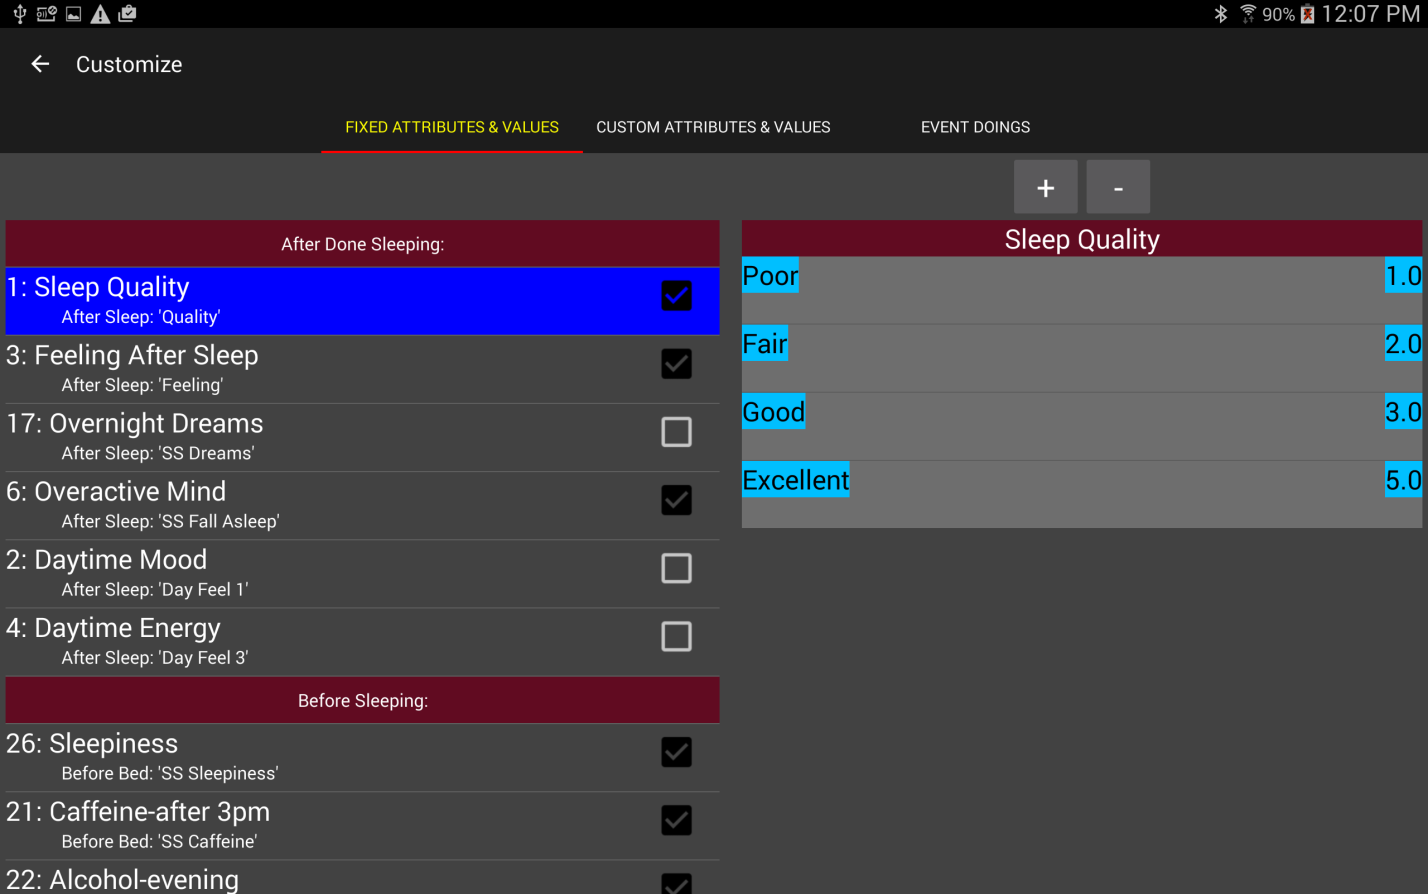 90% 12:07 PM
Customize
FIXED ATTRIBUTES & VALUES CUSTOM ATTRIBUTES & VALUES EVENT DOINGS
+ -
After Done Sleeping:
1: Sleep Quality
After Sleep: 'Quality'
3: Feeling After Sleep
After Sleep: 'Feeling'
17: Overnight Dreams
After Sleep: 'SS Dreams'
6: Overactive Mind
After Sleep: 'SS Fall Asleep'
2: Daytime Mood
After Sleep: 'Day Feel 1'
4: Daytime Energy
After Sleep: 'Day Feel 3'
Before Sleeping:
26: Sleepiness
Before Bed: 'SS Sleepiness'
21: Caffeine-after 3pm
Before Bed: 'SS Caffeine'
22: Alcohol-evening
Sleep Quality
Poor 1.0
Fair 2.0
Good 3.0
Excellent 5.0